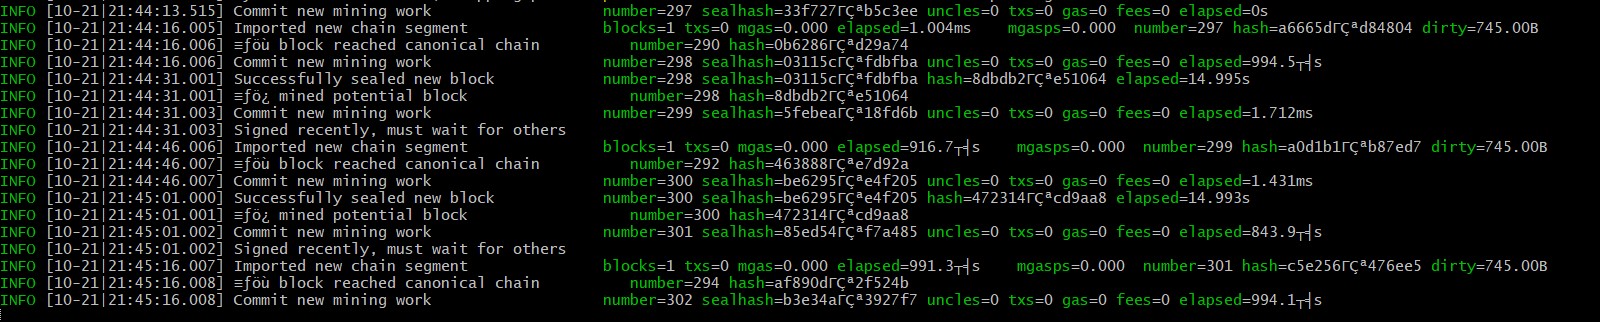 INFO [10-21|21:44:13.515] Commit new mining work number=297 sealhash=33f727ΓÇªb5c3ee uncles=0 txs=0 gas=0 fees=0 elapsed=0s
INFO [10-21|21:44:16.005] Imported new chain segment blocks=1 txs=0 mgas=0.000 elapsed=1.004ms mgasps=0.000 number=297 hash=a6665dΓÇªd84804 dirty=745.00B
INFO [10-21|21:44:16.006] ≡ƒöù block reached canonical chain number=290 hash=0b6286ΓÇªd29a74
INFO [10-21|21:44:16.006] Commit new mining work number=298 sealhash=03115cΓÇªfdbfba uncles=0 txs=0 gas=0 fees=0 elapsed=994.5┬╡s
INFO [10-21|21:44:31.001] Successfully sealed new block number=298 sealhash=03115cΓÇªfdbfba hash=8dbdb2ΓÇªe51064 elapsed=14.995s
INFO [10-21|21:44:31.001] ≡ƒö¿ mined potential block number=298 hash=8dbdb2ΓÇªe51064
INFO [10-21|21:44:31.003] Commit new mining work number=299 sealhash=5febeaΓÇª18fd6b uncles=0 txs=0 gas=0 fees=0 elapsed=1.712ms
INFO [10-21|21:44:31.003] Signed recently, must wait for others
INFO [10-21|21:44:46.006] Imported new chain segment blocks=1 txs=0 mgas=0.000 elapsed=916.7┬╡s mgasps=0.000 number=299 hash=a0d1b1ΓÇªb87ed7 dirty=745.00B
INFO [10-21|21:44:46.007] ≡ƒöù block reached canonical chain number=292 hash=463888ΓÇªe7d92a
INFO [10-21|21:44:46.007] Commit new mining work number=300 sealhash=be6295ΓÇªe4f205 uncles=0 txs=0 gas=0 fees=0 elapsed=1.431ms
INFO [10-21|21:45:01.000] Successfully sealed new block number=300 sealhash=be6295ΓÇªe4f205 hash=472314ΓÇªcd9aa8 elapsed=14.993s
INFO [10-21|21:45:01.001] ≡ƒö¿ mined potential block number=300 hash=472314ΓÇªcd9aa8
INFO [10-21|21:45:01.002] Commit new mining work number=301 sealhash=85ed54ΓÇªf7a485 uncles=0 txs=0 gas=0 fees=0 elapsed=843.9┬╡s
INFO [10-21|21:45:01.002] Signed recently, must wait for others
INFO [10-21|21:45:16.007] Imported new chain segment blocks=1 txs=0 mgas=0.000 elapsed=991.3┬╡s mgasps=0.000 number=301 hash=c5e256ΓÇª476ee5 dirty=745.00B
INFO [10-21|21:45:16.008] ≡ƒöù block reached canonical chain number=294 hash=af890dΓÇª2f524b
INFO [10-21|21:45:16.008] Commit new mining work number=302 sealhash=b3e34aΓÇª3927f7 uncles=0 txs=0 gas=0 fees=0 elapsed=994.1┬╡s